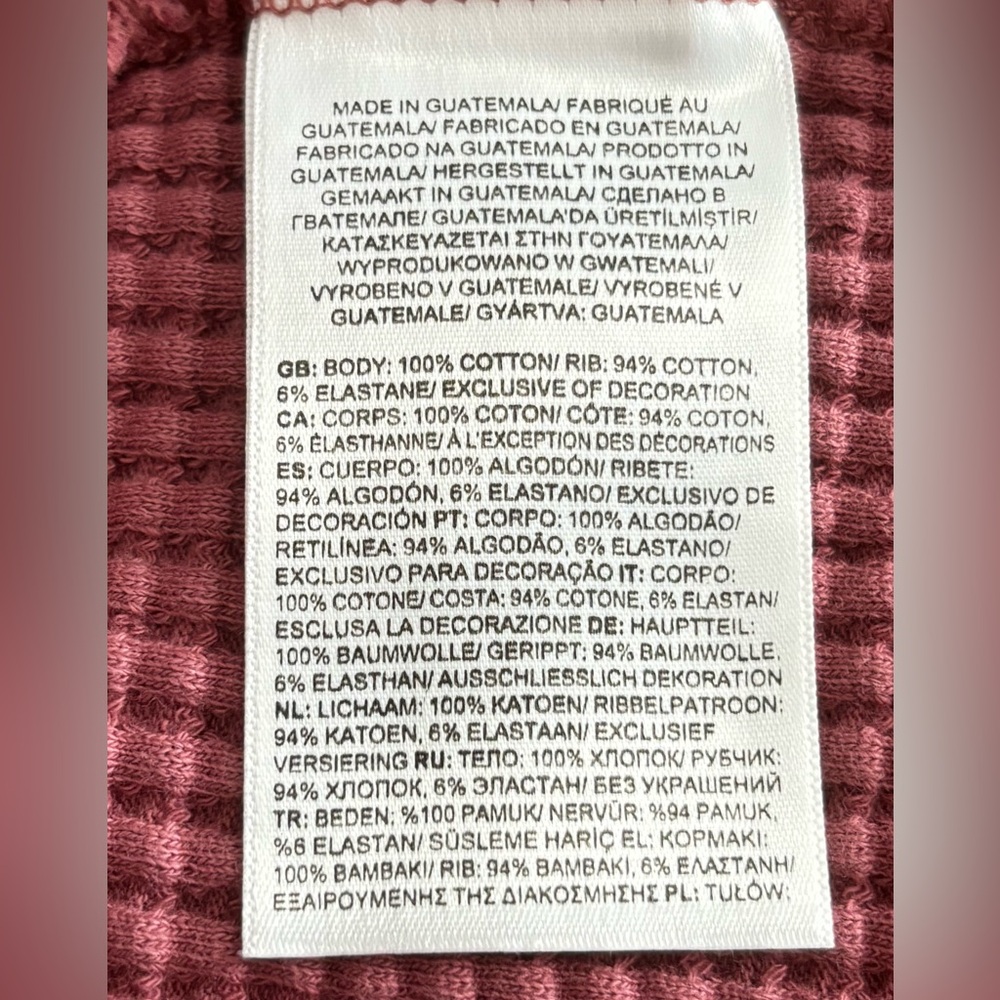 MADE IN GUATEMALA/ FABRIQUÉ AU
GUATEMALA/ FABRICADO EN GUATEMALA/
FABRICADO NA GUATEMALA/ PRODOTTO IN
GUATEMALA/ HERGESTELLT IN GUATEMALA/
GEMAAKT IN GUATEMALA/ СДЕЛАНО В
ГВАТЕМАЛЕ/ GUATEMALA'DA ÜRETİLMİŞTİR/
ΚΑΤΑΣΚΕΥΑΖΕΤΑΙ ΣΤΗΝ ΓΟΥΑΤΕΜΑΛΑ/
WYPRODUKOWANO W GWATEMALI/
VYROBENO V GUATEMALE/ VYROBENÉ V
GUATEMALE/ GYÁRTVA: GUATEMALA
GB: BODY: 100% COTTON/ RIB: 94% COTTON,
6% ELASTANE/ EXCLUSIVE OF DECORATION
CA: CORPS: 100% COTON/ CÔTE: 94% COTON,
6% ÉLASTHANNE/ À L'EXCEPTION DES DÉCORATIONS
ES: CUERPO: 100% ALGODÓN/ RIBETE:
94% ALGODÓN, 6% ELASTANO/ EXCLUSIVO DE
DECORACIÓN PT: CORPO: 100% ALGODÃO/
RETILÍNEA: 94% ALGODÃO, 6% ELASTANO/
EXCLUSIVO PARA DECORAÇÃO IT: CORPO:
100% COTONE/ COSTA: 94% COTONE, 6% ELASTAN/
ESCLUSA LA DECORAZIONE DE: HAUPTTEIL:
100% BAUMWOLLE/ GERIPPT: 94% BAUMWOLLE,
6% ELASTHAN/ AUSSCHLIESSLICH DEKORATION
NL: LICHAAM: 100% KATOEN/ RIBBELPATROON:
94% KATOEN, 6% ELASTAAN/ EXCLUSIEF
VERSIERING RU: ТЕЛО: 100% ХЛОПОК/ РУБЧИК:
94% ХЛОПОК, 6% ЭЛАСТАН/ БЕЗ УКРАШЕНИЙ
TR: BEDEN: %100 PAMUK/ NERVÜR: %94 PAMUK,
%6 ELASTAN/ SÜSLEME HARİÇ EL: ΚΟΡΜΑΚΙ:
100% ΒΑΜΒΑΚΙ/ RIB: 94% ΒΑΜΒΑΚΙ, 6% ΕΛΑΣΤΑΝΗ/
ΕΞΑΙΡΟΥΜΕΝΗΣ ΤΗΣ ΔΙΑΚΟΣΜΗΣΗΣ PL: TUŁÓW: